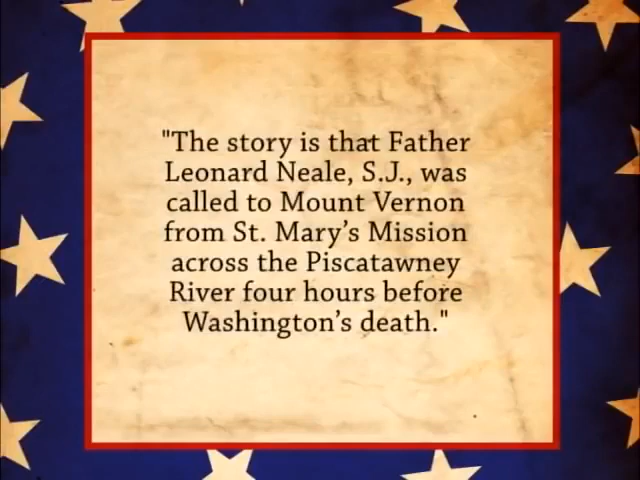 "The story is that Father
Leonard Neale, S.J., was
called to Mount Vernon
from St. Mary’s Mission
across the Piscatawney
River four hours before
Washington’s death."